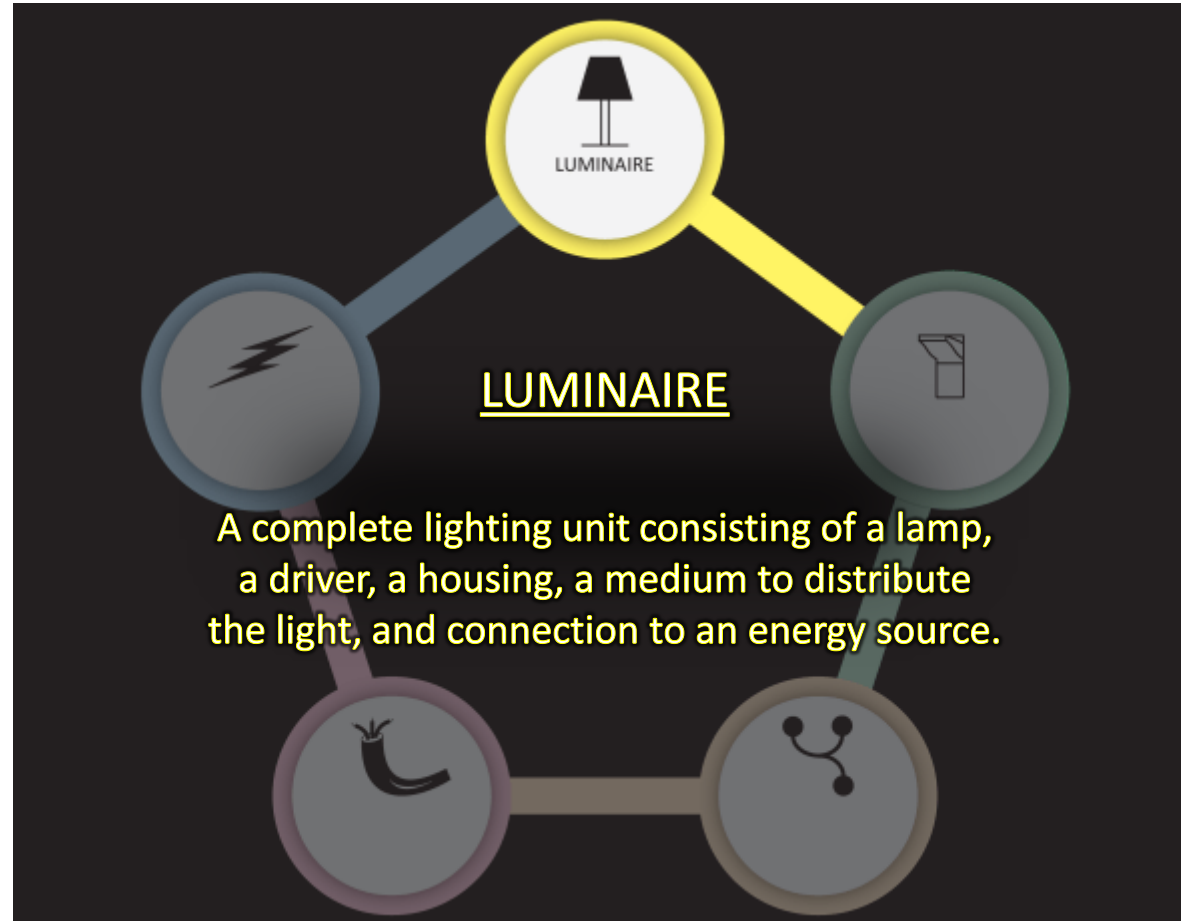 LUMINAIRE
LUMINAIRE
A complete lighting unit consisting of a lamp,
a driver, a housing, a medium to distribute
the light, and connection to an energy source.